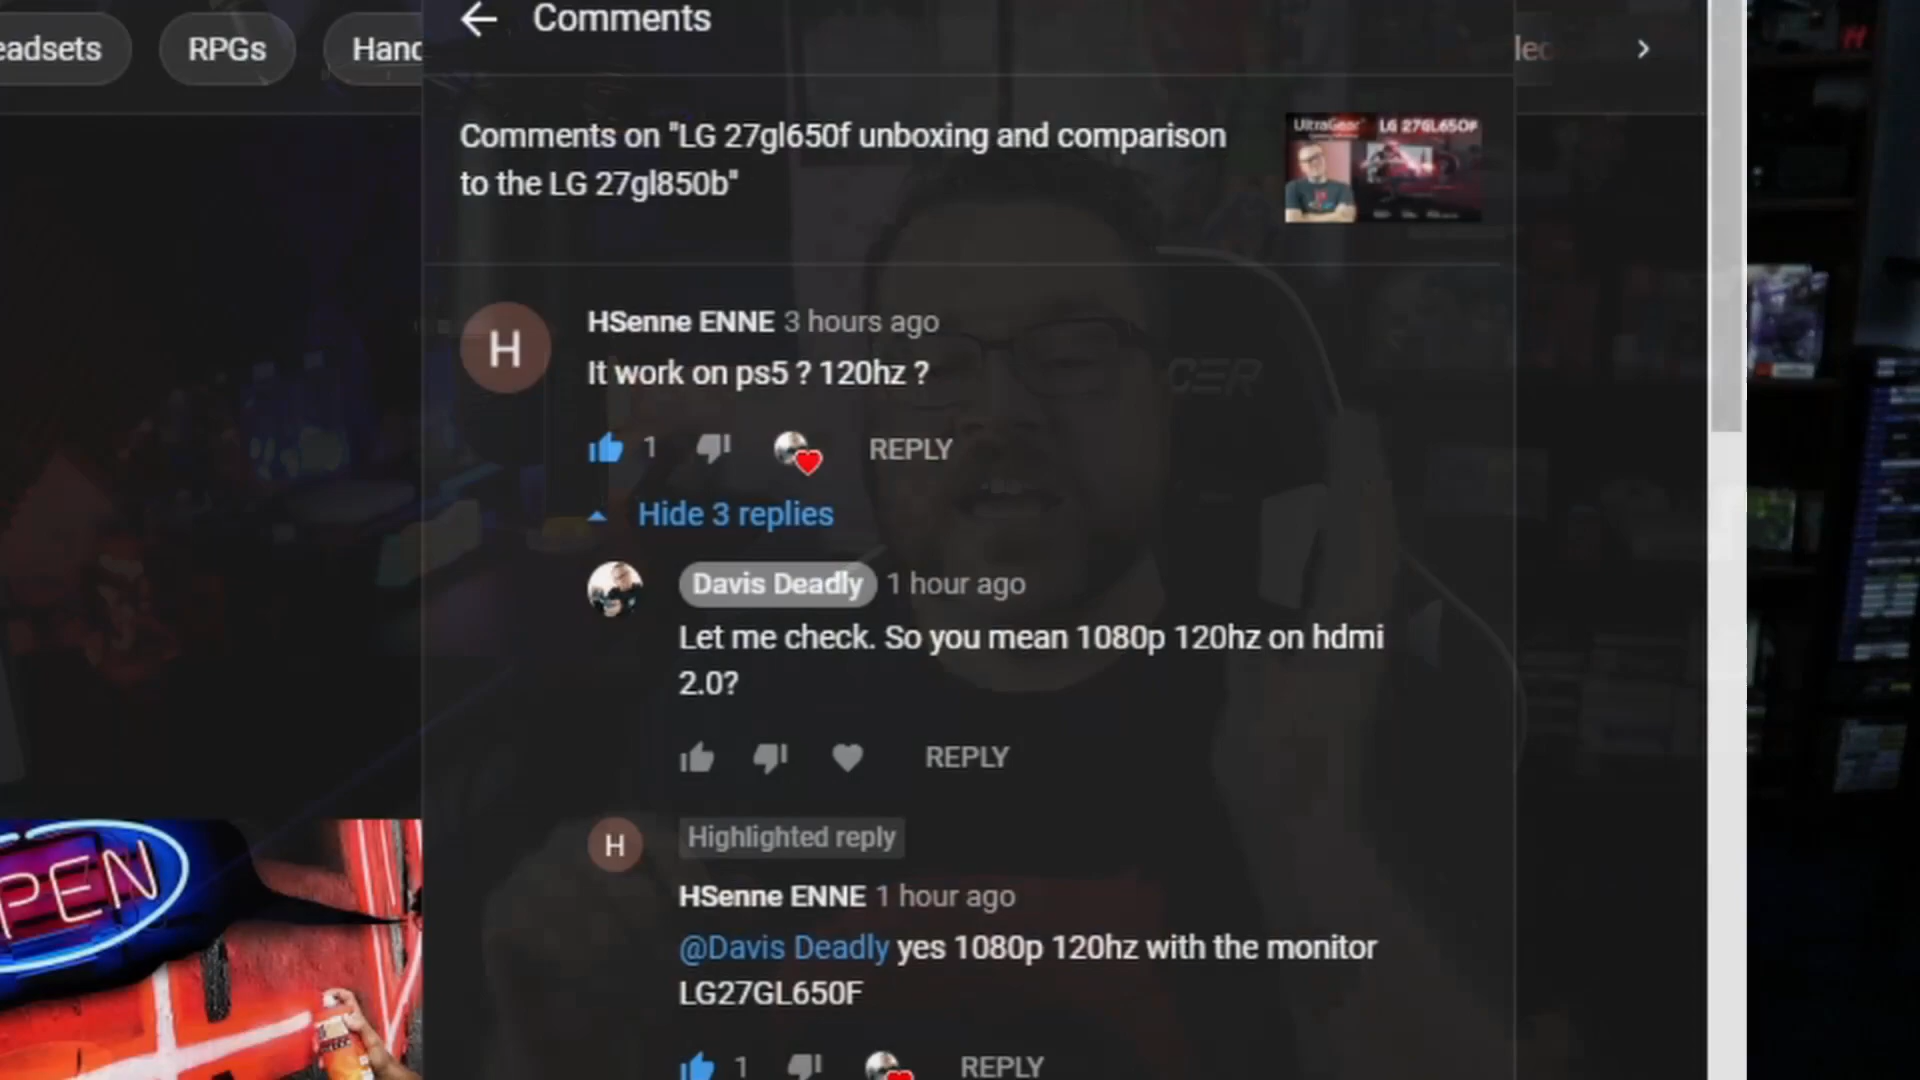 Comments
eadsets
RPGs
Hand
led
Comments on "LG 27gl650f unboxing and comparison
to the LG 27gl850b"
UltraGear
LG 27GL650F
H
HSenne ENNE 3 hours ago
It work on ps5 ? 120hz ?
1
REPLY
Hide 3 replies
Davis Deadly 1 hour ago
Let me check. So you mean 1080p 120hz on hdmi
2.0?
REPLY
H
Highlighted reply
HSenne ENNE 1 hour ago
@Davis Deadly yes 1080p 120hz with the monitor
LG27GL650F
1
REPLY
PEN
CER